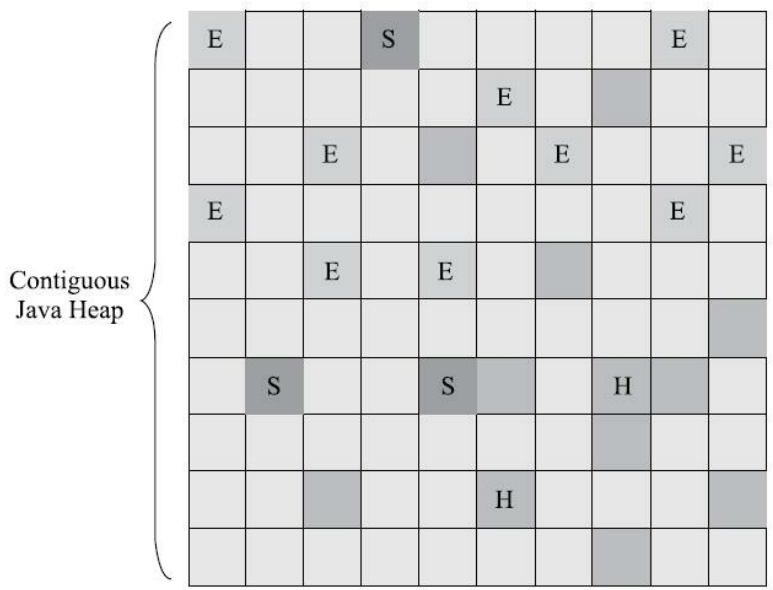 E S E
E
E E E
E E
E E
Contiguous
Java Heap
S S H
H